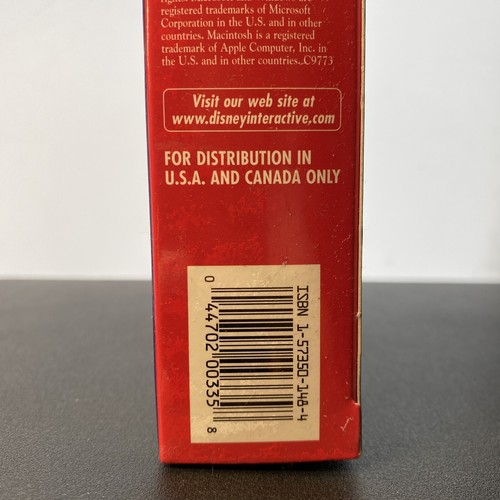 registered trademarks of Microsoft
Corporation in the U.S. and in other
countries. Macintosh is a registered
trademark of Apple Computer, Inc. in
the U.S. and in other countries. C9773
Visit our web site at
www.disneyinteractive.com
FOR DISTRIBUTION IN
U.S.A. AND CANADA ONLY
ISBN 1-57350-148-4
0 44702 00335 8